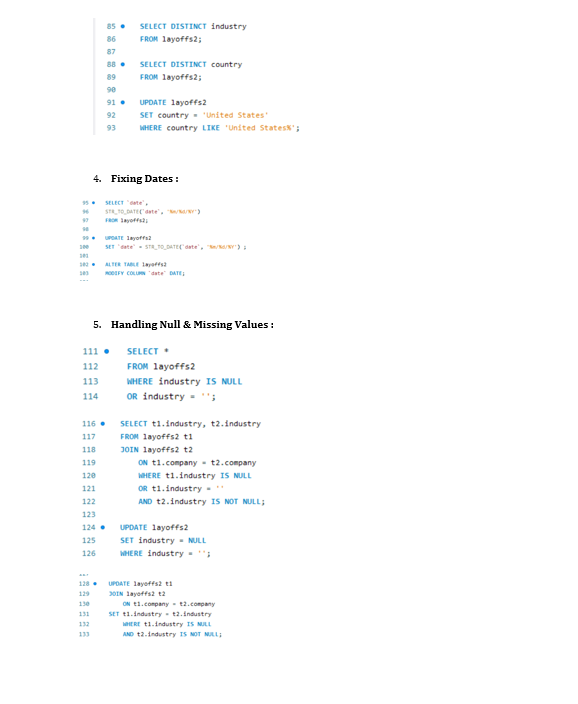 85 SELECT DISTINCT industry
86 FROM layoffs2;
87
88 SELECT DISTINCT country
89 FROM layoffs2;
90
91 UPDATE layoffs2
92 SET country = 'United States'
93 WHERE country LIKE 'United States%';
4. Fixing Dates :
95 SELECT `date`,
96 STR_TO_DATE(`date`, '%m/%d/%Y')
97 FROM layoffs2;
98
99 UPDATE layoffs2
100 SET `date` = STR_TO_DATE(`date`, '%m/%d/%Y') ;
101
102 ALTER TABLE layoffs2
103 MODIFY COLUMN `date` DATE;
5. Handling Null & Missing Values :
111 SELECT *
112 FROM layoffs2
113 WHERE industry IS NULL
114 OR industry = '';
116 SELECT t1.industry, t2.industry
117 FROM layoffs2 t1
118 JOIN layoffs2 t2
119 ON t1.company = t2.company
120 WHERE t1.industry IS NULL
121 OR t1.industry = ''
122 AND t2.industry IS NOT NULL;
123
124 UPDATE layoffs2
125 SET industry = NULL
126 WHERE industry = '';
128 UPDATE layoffs2 t1
129 JOIN layoffs2 t2
130 ON t1.company = t2.company
131 SET t1.industry = t2.industry
132 WHERE t1.industry IS NULL
133 AND t2.industry IS NOT NULL;